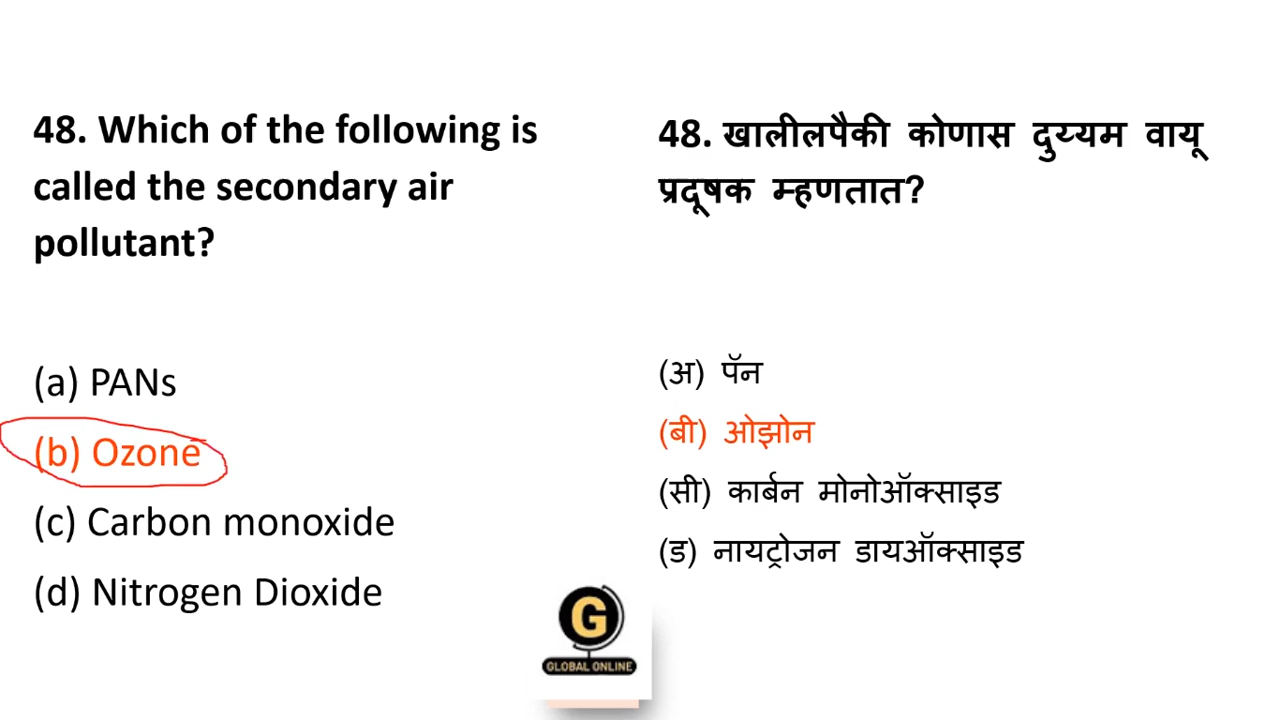 48. Which of the following is
called the secondary air
pollutant?
(a) PANs
(b) Ozone
(c) Carbon monoxide
(d) Nitrogen Dioxide
48. खालीलपैकी कोणास दुय्यम वायू
प्रदूषक म्हणतात?
(अ) पॅन
(बी) ओझोन
(सी) कार्बन मोनोऑक्साइड
(ड) नायट्रोजन डायऑक्साइड
G
GLOBAL ONLINE